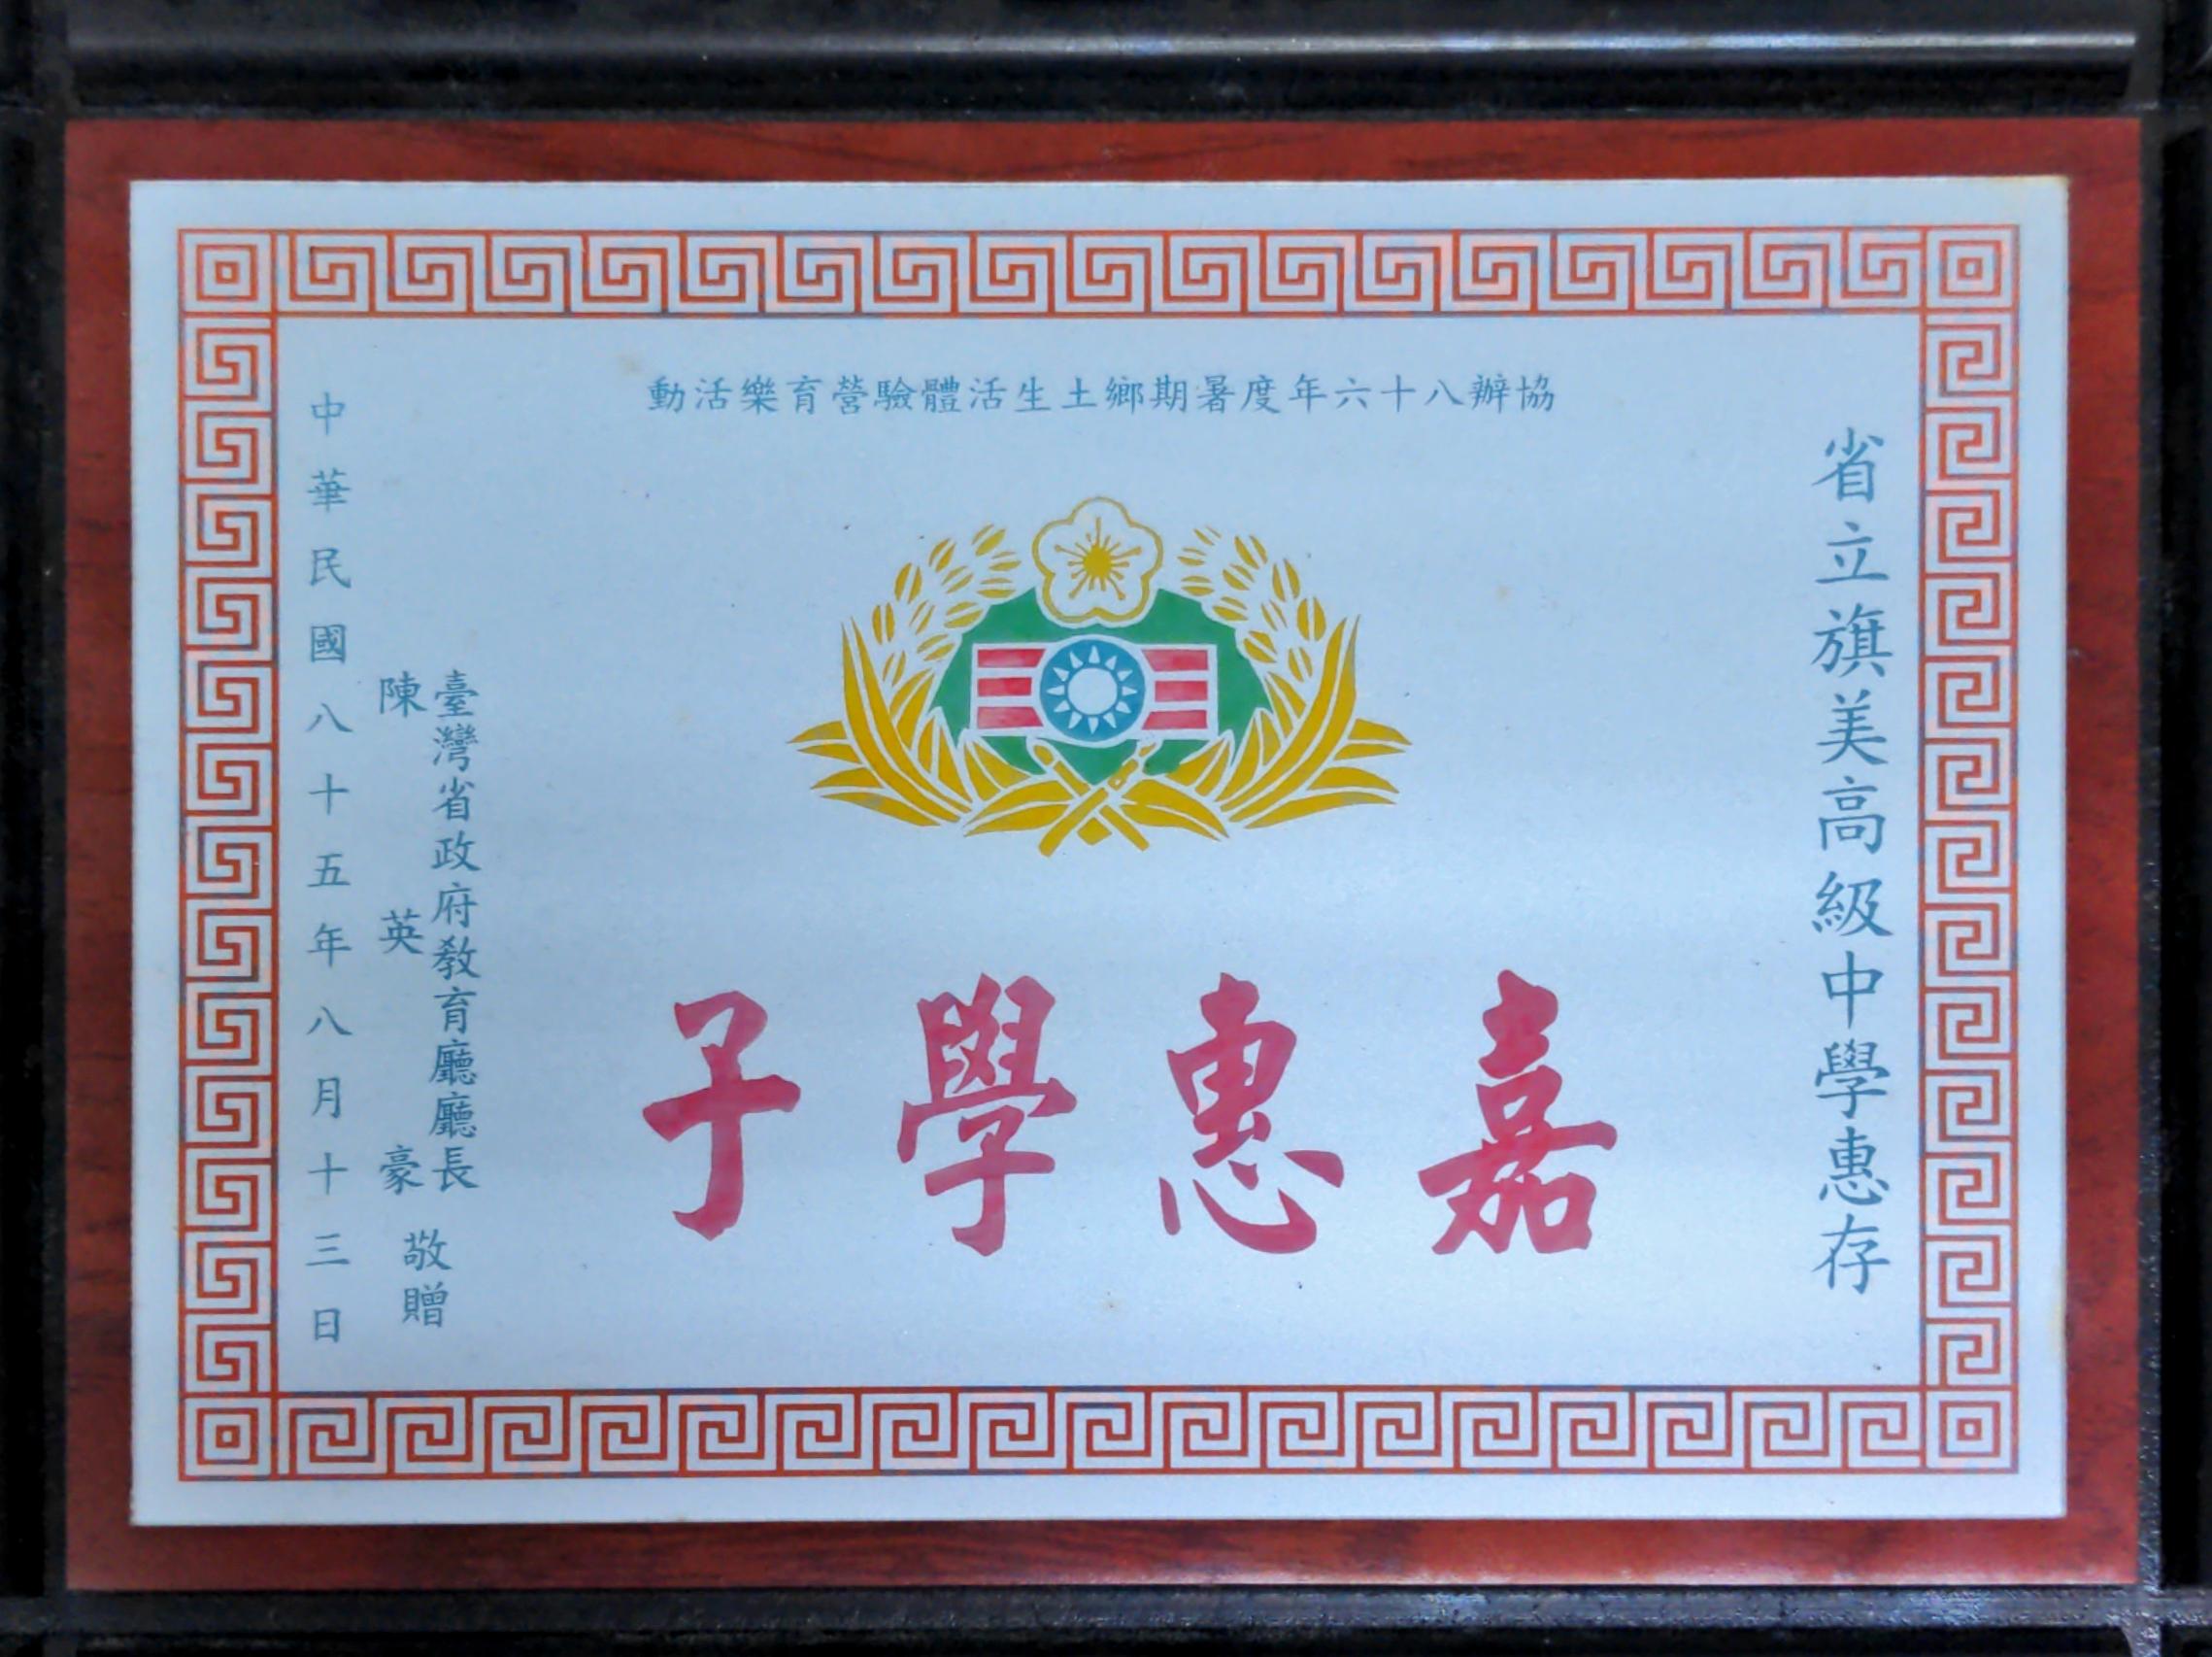 省立旗美高級中學惠存
協辦八十六年度暑期鄉土生活體驗營育樂活動
嘉惠學子
臺灣省政府教育廳廳長
陳英豪
敬贈
中華民國八十五年八月十三日